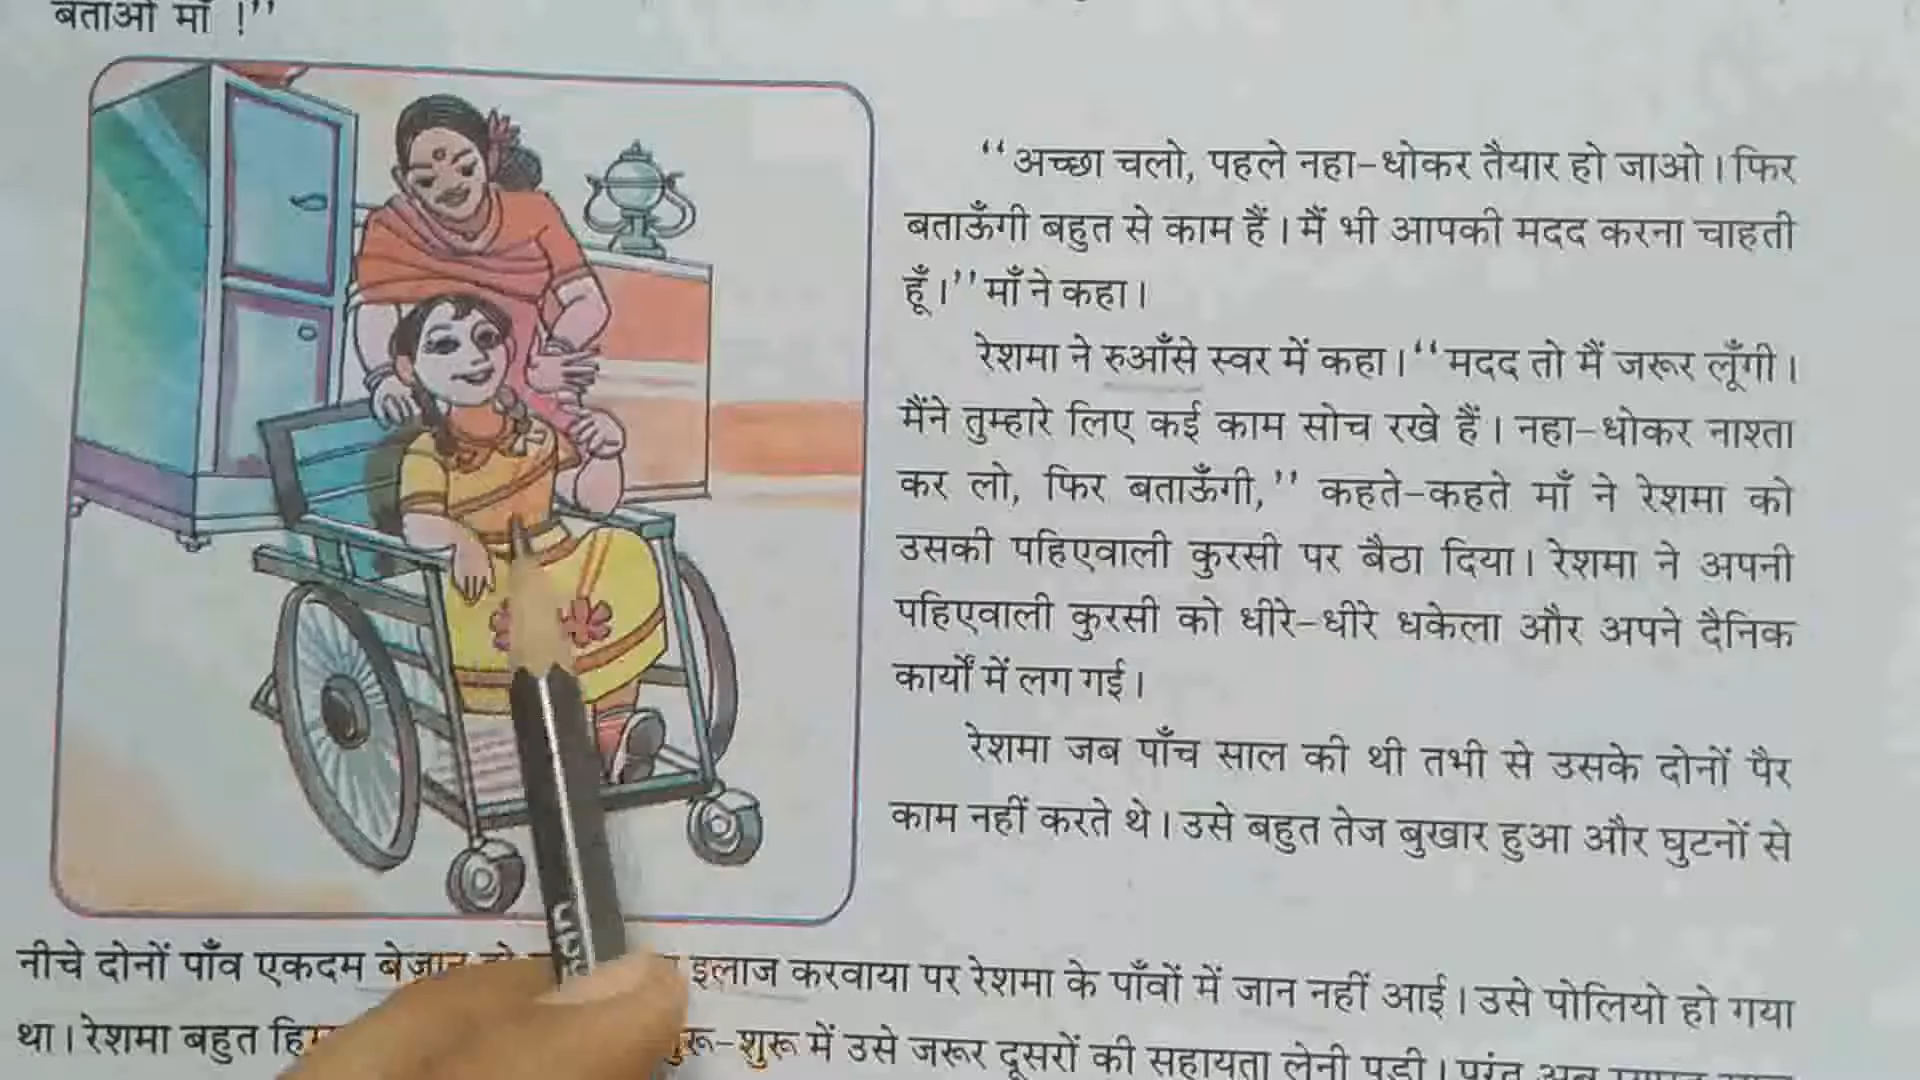 बताओ माँ !’’
‘‘अच्छा चलो, पहले नहा-धोकर तैयार हो जाओ। फिर
बताऊँगी बहुत से काम हैं। मैं भी आपकी मदद करना चाहती
हूँ।’’ माँ ने कहा।
रेशमा ने रुआँसे स्वर में कहा। ‘‘मदद तो मैं जरूर लूँगी।
मैंने तुम्हारे लिए कई काम सोच रखे हैं। नहा-धोकर नाश्ता
कर लो, फिर बताऊँगी,’’ कहते-कहते माँ ने रेशमा को
उसकी पहिएवाली कुरसी पर बैठा दिया। रेशमा ने अपनी
पहिएवाली कुरसी को धीरे-धीरे धकेला और अपने दैनिक
कार्यों में लग गई।
रेशमा जब पाँच साल की थी तभी से उसके दोनों पैर
काम नहीं करते थे। उसे बहुत तेज बुखार हुआ और घुटनों से
नीचे दोनों पाँव एकदम बेजान इलाज करवाया पर रेशमा के पाँवों में जान नहीं आई। उसे पोलियो हो गया
था। रेशमा बहुत शुरू-शुरू में उसे जरूर दूसरों की सहायता लेनी पड़ी। परंतु अब